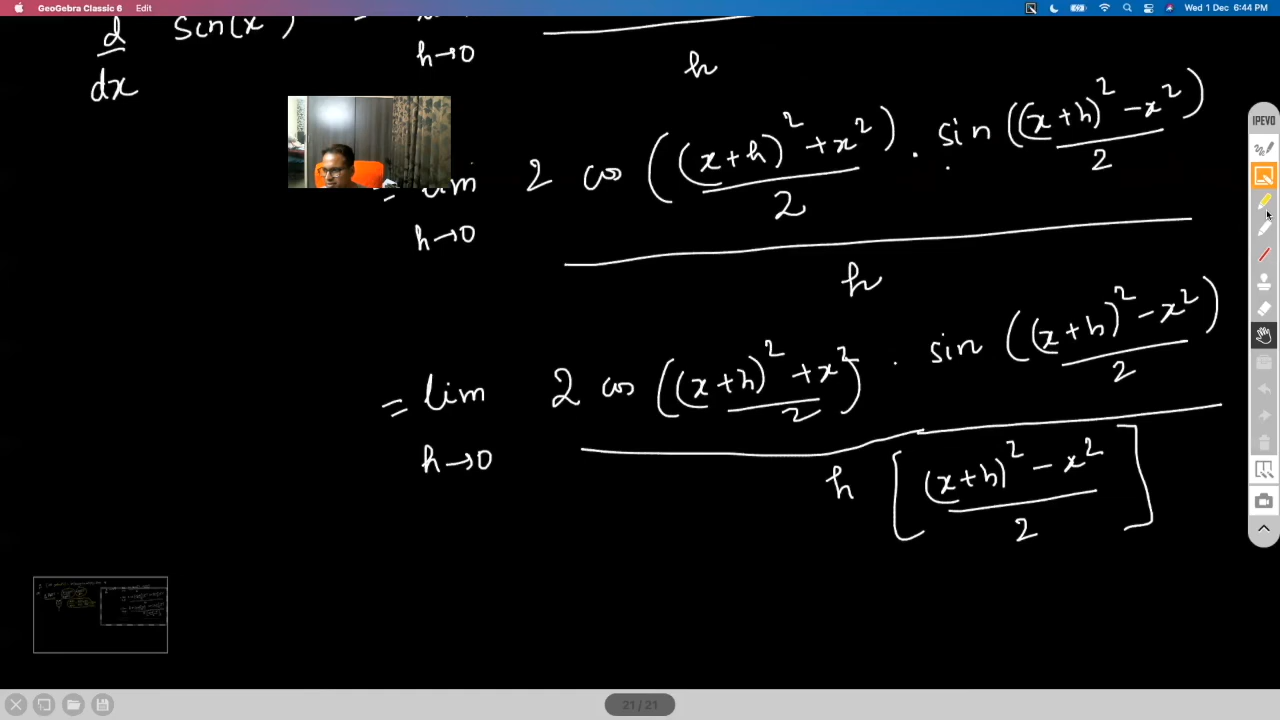 GeoGebra Classic 6 Edit Wed 1 Dec 6:44 PM
d/dx sin(x ) =
h→0 h
= lim h→0 2 cos((x+h)²+x²/2) . sin((x+h)²−x²/2)
h
= lim h→0 2 cos((x+h)²+x²/2) . sin((x+h)²−x²/2)
h [(x+h)²−x²/2]
IPEVO
21 / 21